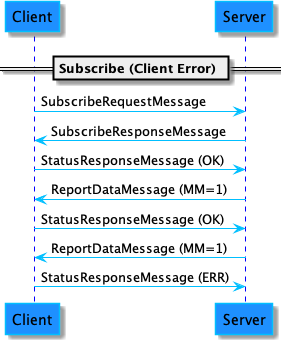 Client Server
Subscribe (Client Error)
SubscribeRequestMessage
SubscribeResponseMessage
StatusResponseMessage (OK)
ReportDataMessage (MM=1)
StatusResponseMessage (OK)
ReportDataMessage (MM=1)
StatusResponseMessage (ERR)
Client Server